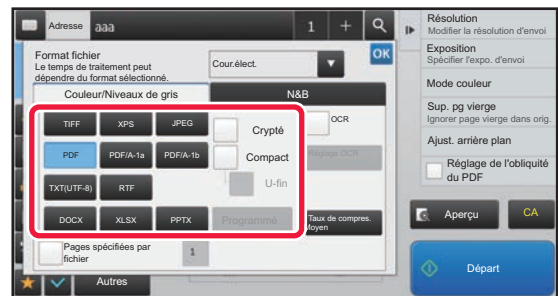 Adresse aaa 1 +
Format fichier
Le temps de traitement peut
dépendre du format sélectionné.
Cour.élect.
OK
Couleur/Niveaux de gris
N&B
TIFF XPS JPEG Crypté OCR
PDF PDF/A-1a PDF/A-1b Compact Réglage OCR
TXT(UTF-8) RTF U-fin
DOCX XLSX PPTX Programmé
Taux de compres.
Moyen
Pages spécifiées par
fichier
1
Autres
Résolution
Modifier la résolution d'envoi
Exposition
Spécifier l'expo. d'envoi
Mode couleur
Sup. pg vierge
Ignorer page vierge dans orig.
Ajust. arrière plan
Réglage de l'obliquité
du PDF
Aperçu
CA
Départ